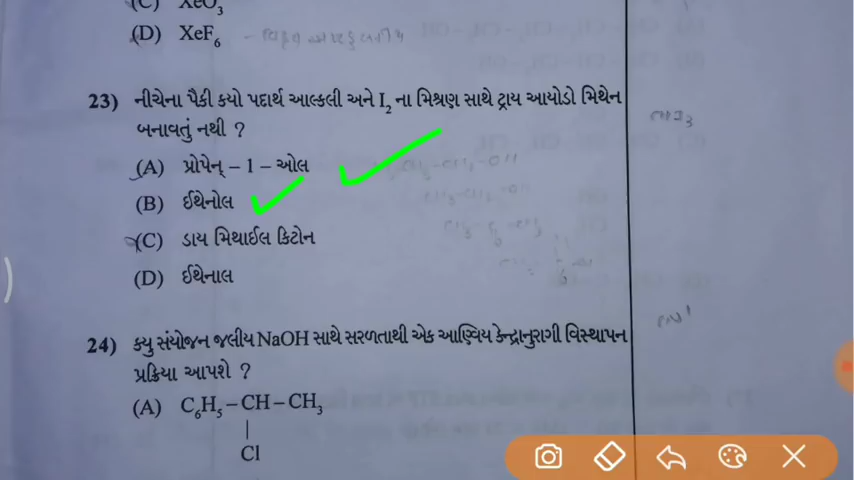 (C) XeO3
(D) XeF6
23) નીચેના પૈકી કયો પદાર્થ આલ્કલી અને I2 ના મિશ્રણ સાથે ટ્રાય આયોડો મિથેન
બનાવતું નથી ?
(A) પ્રોપેન્ – 1 – ઓલ
(B) ઈથેનોલ
(C) ડાય મિથાઈલ કિટોન
(D) ઈથેનાલ
24) ક્યુ સંયોજન જલીય NaOH સાથે સરળતાથી એક આણ્વિય કેન્દ્રાનુરાગી વિસ્થાપન
પ્રક્રિયા આપશે ?
(A) C6H5 – CH – CH3
|
Cl